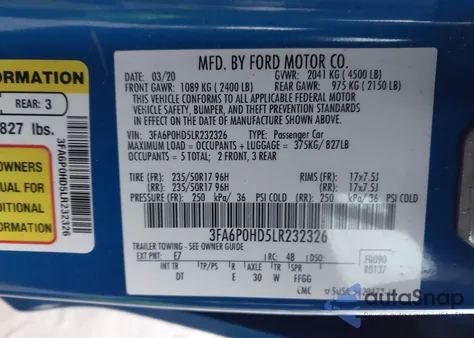 MFD. BY FORD MOTOR CO.
DATE: 03/20 GVWR: 2041 KG ( 4500 LB)
FRONT GAWR: 1089 KG ( 2400 LB) REAR GAWR: 975 KG ( 2150 LB)
THIS VEHICLE CONFORMS TO ALL APPLICABLE FEDERAL MOTOR
VEHICLE SAFETY, BUMPER, AND THEFT PREVENTION STANDARDS
IN EFFECT ON THE DATE OF MANUFACTURE SHOWN ABOVE.
VIN: 3FA6P0HD5LR232326 TYPE: Passenger Car
MAXIMUM LOAD = OCCUPANTS + LUGGAGE = 375KG/ 827LB
OCCUPANTS = 5 TOTAL; 2 FRONT, 3 REAR
TIRE (FR): 235/50R17 96H RIMS (FR): 17x7.5J
(RR): 235/50R17 96H (RR): 17x7.5J
PRESSURE (FR): 250 kPa/ 36 PSI COLD (RR): 250 kPa/ 36 PSI COLD
3FA6P0HD5LR232326
TRAILER TOWING - SEE OWNER GUIDE
EXT PNT: E7 RC: 48 DSO:
INT TR TP/PS R AXLE TR SPR
DT E 30 W FFGG
ORMATION
REAR: 3
827 lbs.
OWNERS
UAL FOR
DITIONAL
ORMATION
3FA6P0HD5LR232326
autoSnap